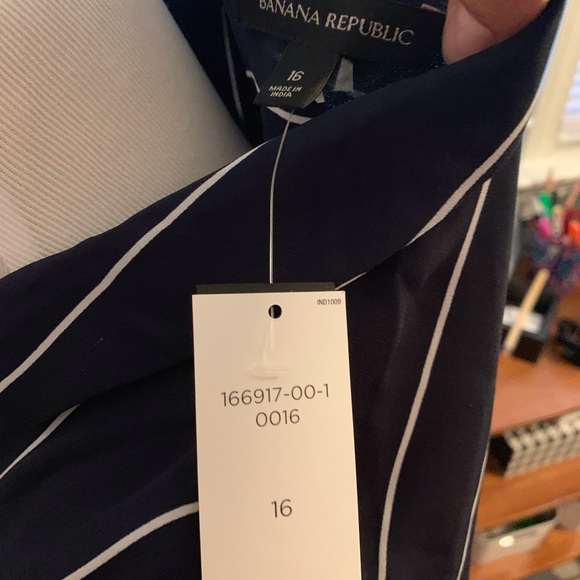 BANANA REPUBLIC
16
MADE IN
INDIA
IND1009
166917-00-1
0016
16